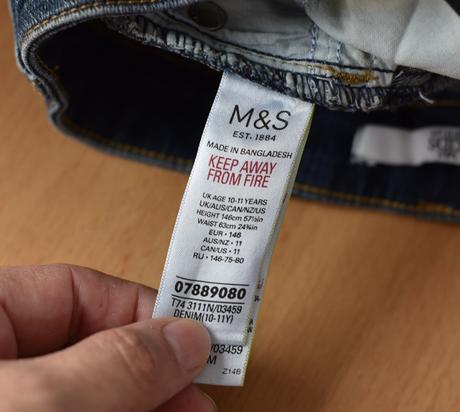 M&S
EST. 1884
MADE IN BANGLADESH
KEEP AWAY
FROM FIRE
UK AGE 10-11 YEARS
UK/AUS/CAN/NZ/US
HEIGHT 146cm 57½in
WAIST 63cm 24¾in
EUR • 146
AUS/NZ • 11
CAN/US • 11
RU • 146-75-80
07889080
T74 3111N/03459
DENIM(10-11Y)
/03459
M
Z14B